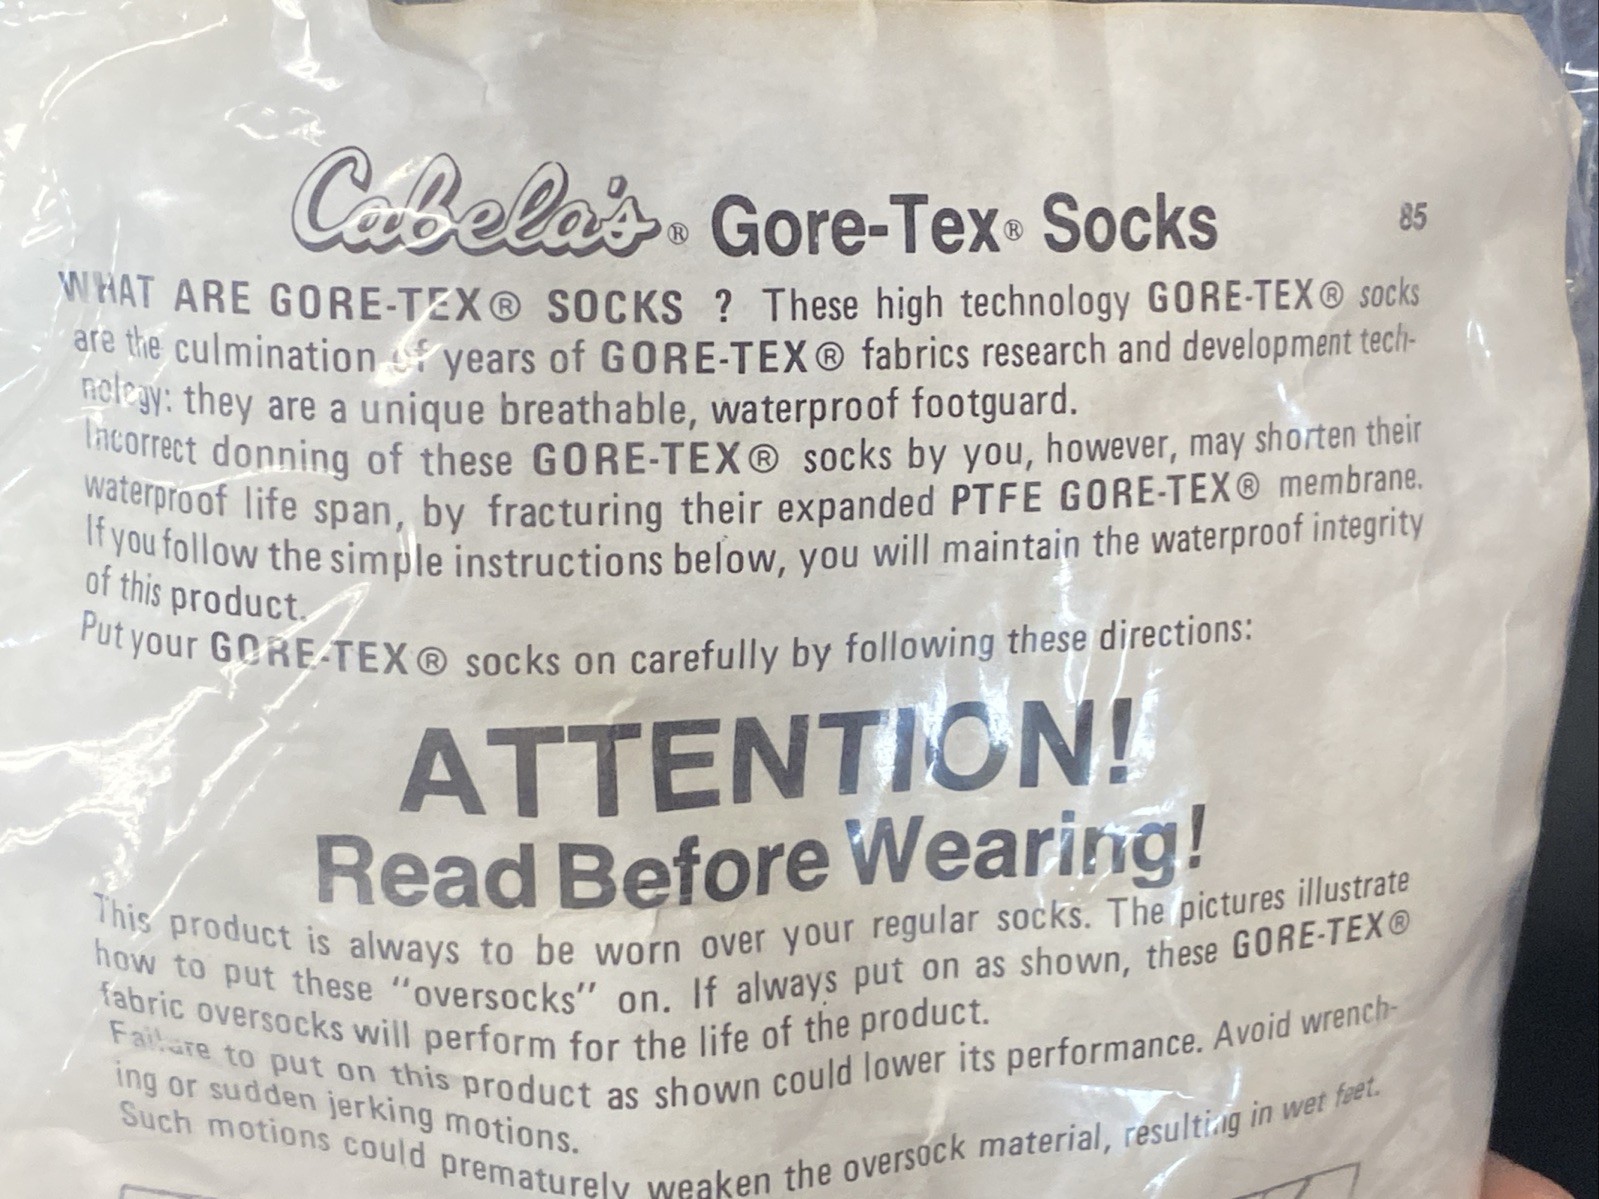 Cabela's® Gore-Tex® Socks 85
WHAT ARE GORE-TEX® SOCKS ? These high technology GORE-TEX® socks
are the culmination of years of GORE-TEX® fabrics research and development tech-
nology: they are a unique breathable, waterproof footguard.
Incorrect donning of these GORE-TEX® socks by you, however, may shorten their
waterproof life span, by fracturing their expanded PTFE GORE-TEX® membrane.
If you follow the simple instructions below, you will maintain the waterproof integrity
of this product.
Put your GORE-TEX® socks on carefully by following these directions:
ATTENTION!
Read Before Wearing!
This product is always to be worn over your regular socks. The pictures illustrate
how to put these "oversocks" on. If always put on as shown, these GORE-TEX®
fabric oversocks will perform for the life of the product.
Failure to put on this product as shown could lower its performance. Avoid wrench-
ing or sudden jerking motions.
Such motions could prematurely weaken the oversock material, resulting in wet feet.